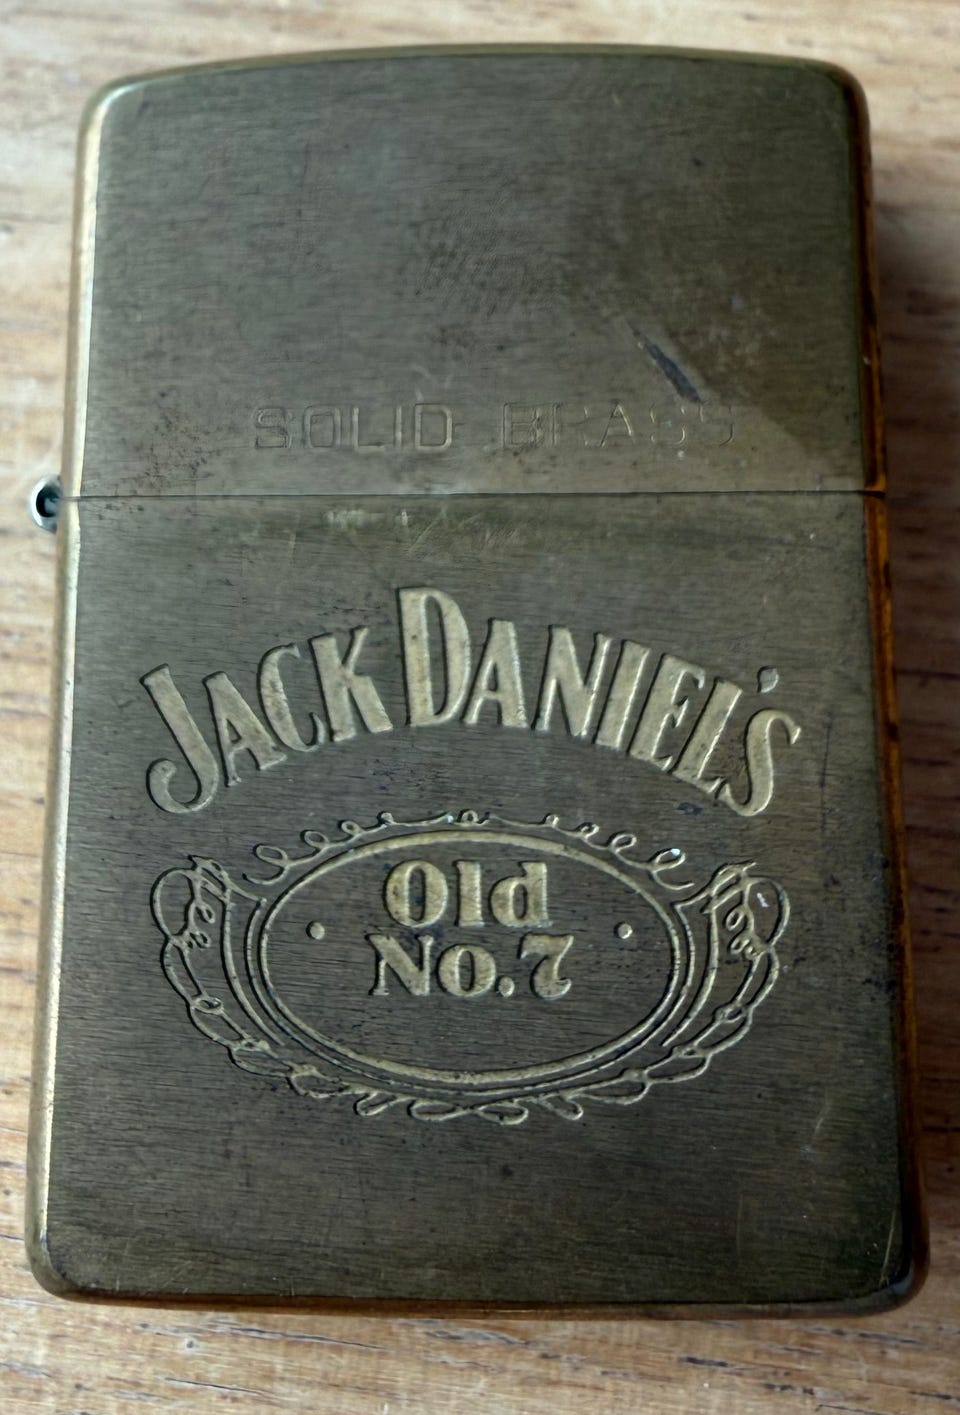 SOLID BRASS
JACK DANIEL'S
Old
No.7